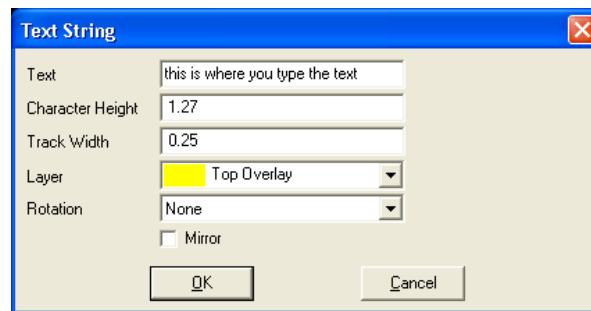 Text String
Text this is where you type the text
Character Height 1.27
Track Width 0.25
Layer Top Overlay
Rotation None
Mirror
OK Cancel